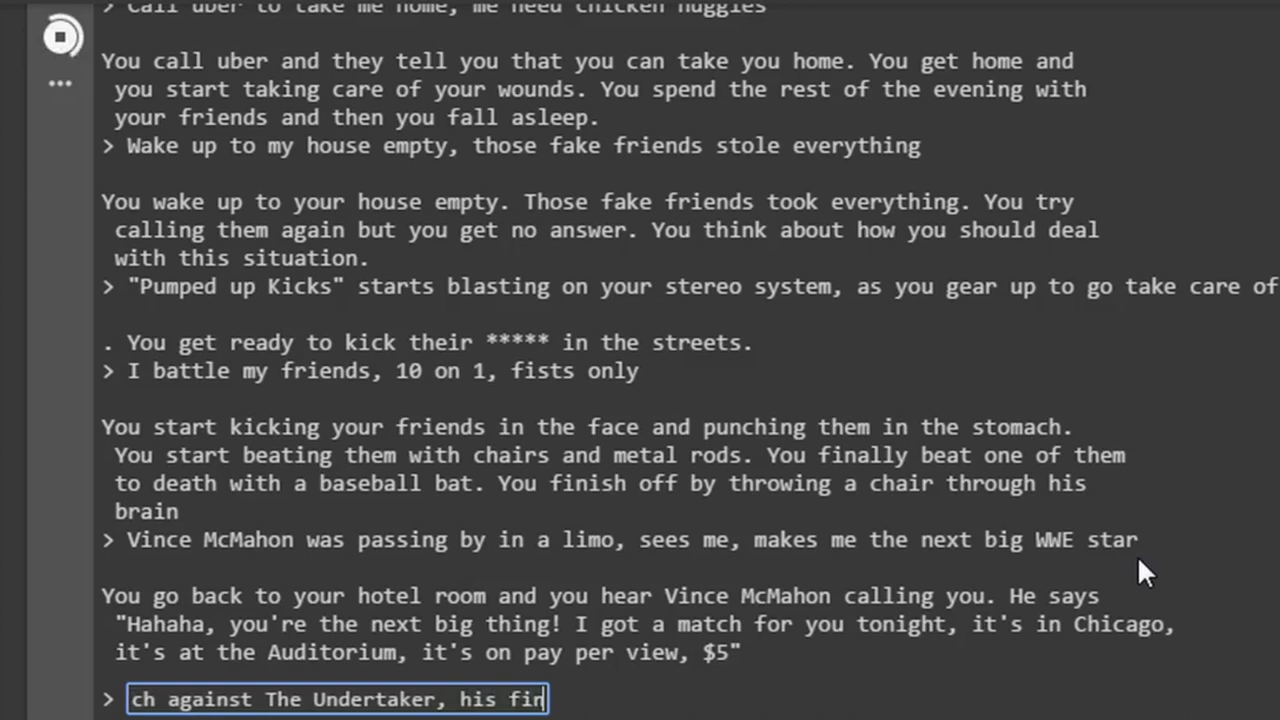 > Call uber to take me home, me need chicken nuggies
You call uber and they tell you that you can take you home. You get home and
you start taking care of your wounds. You spend the rest of the evening with
your friends and then you fall asleep.
> Wake up to my house empty, those fake friends stole everything
You wake up to your house empty. Those fake friends took everything. You try
calling them again but you get no answer. You think about how you should deal
with this situation.
> "Pumped up Kicks" starts blasting on your stereo system, as you gear up to go take care of
. You get ready to kick their ***** in the streets.
> I battle my friends, 10 on 1, fists only
You start kicking your friends in the face and punching them in the stomach.
You start beating them with chairs and metal rods. You finally beat one of them
to death with a baseball bat. You finish off by throwing a chair through his
brain
> Vince McMahon was passing by in a limo, sees me, makes me the next big WWE star
You go back to your hotel room and you hear Vince McMahon calling you. He says
"Hahaha, you're the next big thing! I got a match for you tonight, it's in Chicago,
it's at the Auditorium, it's on pay per view, $5"
> ch against The Undertaker, his fin